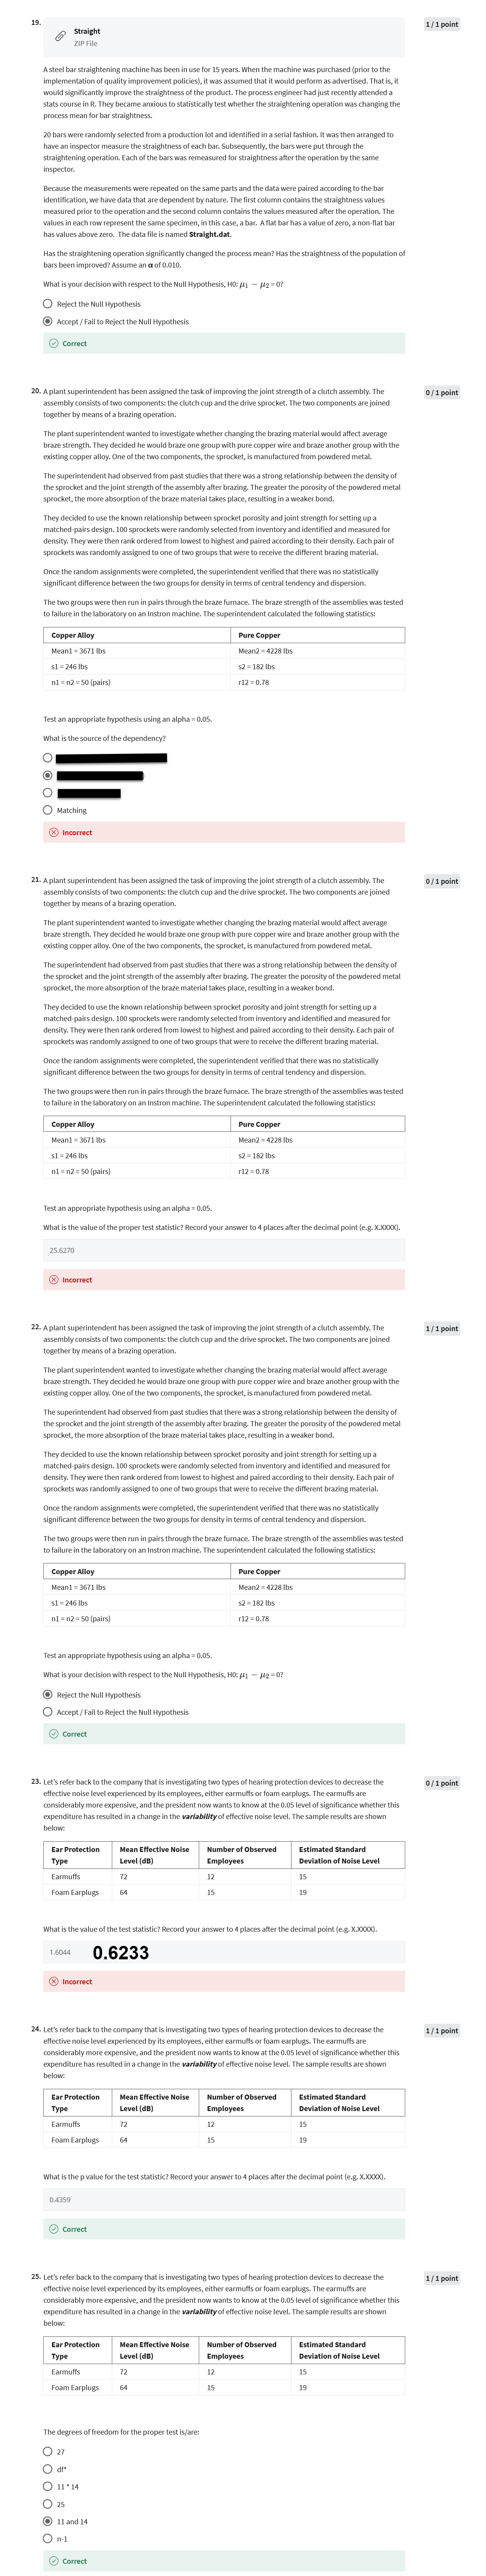 19.
Straight
ZIP File
1 / 1 point
A steel bar straightening machine has been in use for 15 years. When the machine was purchased (prior to the
implementation of quality improvement policies), it was assumed that it would perform as advertised. That is, it
would significantly improve the straightness of the product. The process engineer had just recently attended a
stats course in R. They became anxious to statistically test whether the straightening operation was changing the
process mean for bar straightness.
20 bars were randomly selected from a production lot and identified in a serial fashion. It was then arranged to
have an inspector measure the straightness of each bar. Subsequently, the bars were put through the
straightening operation. Each of the bars was remeasured for straightness after the operation by the same
inspector.
Because the measurements were repeated on the same parts and the data were paired according to the bar
identification, we have data that are dependent by nature. The first column contains the straightness values
measured prior to the operation and the second column contains the values measured after the operation. The
values in each row represent the same specimen, in this case, a bar. A flat bar has a value of zero, a non-flat bar
has values above zero. The data file is named Straight.dat.
Has the straightening operation significantly changed the process mean? Has the straightness of the population of
bars been improved? Assume an α of 0.010.
What is your decision with respect to the Null Hypothesis, H0: μ1 − μ2 = 0?
Reject the Null Hypothesis
Accept / Fail to Reject the Null Hypothesis
Correct
20. A plant superintendent has been assigned the task of improving the joint strength of a clutch assembly. The
0 / 1 point
assembly consists of two components: the clutch cup and the drive sprocket. The two components are joined
together by means of a brazing operation.
The plant superintendent wanted to investigate whether changing the brazing material would affect average
braze strength. They decided he would braze one group with pure copper wire and braze another group with the
existing copper alloy. One of the two components, the sprocket, is manufactured from powdered metal.
The superintendent had observed from past studies that there was a strong relationship between the density of
the sprocket and the joint strength of the assembly after brazing. The greater the porosity of the powdered metal
sprocket, the more absorption of the braze material takes place, resulting in a weaker bond.
They decided to use the known relationship between sprocket porosity and joint strength for setting up a
matched-pairs design. 100 sprockets were randomly selected from inventory and identified and measured for
density. They were then rank ordered from lowest to highest and paired according to their density. Each pair of
sprockets was randomly assigned to one of two groups that were to receive the different brazing material.
Once the random assignments were completed, the superintendent verified that there was no statistically
significant difference between the two groups for density in terms of central tendency and dispersion.
The two groups were then run in pairs through the braze furnace. The braze strength of the assemblies was tested
to failure in the laboratory on an Instron machine. The superintendent calculated the following statistics:
Copper Alloy Pure Copper
Mean1 = 3671 lbs Mean2 = 4228 lbs
s1 = 246 lbs s2 = 182 lbs
n1 = n2 = 50 (pairs) r12 = 0.78
Test an appropriate hypothesis using an alpha = 0.05.
What is the source of the dependency?
Matching
Incorrect
21. A plant superintendent has been assigned the task of improving the joint strength of a clutch assembly. The
0 / 1 point
assembly consists of two components: the clutch cup and the drive sprocket. The two components are joined
together by means of a brazing operation.
The plant superintendent wanted to investigate whether changing the brazing material would affect average
braze strength. They decided he would braze one group with pure copper wire and braze another group with the
existing copper alloy. One of the two components, the sprocket, is manufactured from powdered metal.
The superintendent had observed from past studies that there was a strong relationship between the density of
the sprocket and the joint strength of the assembly after brazing. The greater the porosity of the powdered metal
sprocket, the more absorption of the braze material takes place, resulting in a weaker bond.
They decided to use the known relationship between sprocket porosity and joint strength for setting up a
matched-pairs design. 100 sprockets were randomly selected from inventory and identified and measured for
density. They were then rank ordered from lowest to highest and paired according to their density. Each pair of
sprockets was randomly assigned to one of two groups that were to receive the different brazing material.
Once the random assignments were completed, the superintendent verified that there was no statistically
significant difference between the two groups for density in terms of central tendency and dispersion.
The two groups were then run in pairs through the braze furnace. The braze strength of the assemblies was tested
to failure in the laboratory on an Instron machine. The superintendent calculated the following statistics:
Copper Alloy Pure Copper
Mean1 = 3671 lbs Mean2 = 4228 lbs
s1 = 246 lbs s2 = 182 lbs
n1 = n2 = 50 (pairs) r12 = 0.78
Test an appropriate hypothesis using an alpha = 0.05.
What is the value of the proper test statistic? Record your answer to 4 places after the decimal point (e.g. X.XXXX).
25.6270
Incorrect
22. A plant superintendent has been assigned the task of improving the joint strength of a clutch assembly. The
1 / 1 point
assembly consists of two components: the clutch cup and the drive sprocket. The two components are joined
together by means of a brazing operation.
The plant superintendent wanted to investigate whether changing the brazing material would affect average
braze strength. They decided he would braze one group with pure copper wire and braze another group with the
existing copper alloy. One of the two components, the sprocket, is manufactured from powdered metal.
The superintendent had observed from past studies that there was a strong relationship between the density of
the sprocket and the joint strength of the assembly after brazing. The greater the porosity of the powdered metal
sprocket, the more absorption of the braze material takes place, resulting in a weaker bond.
They decided to use the known relationship between sprocket porosity and joint strength for setting up a
matched-pairs design. 100 sprockets were randomly selected from inventory and identified and measured for
density. They were then rank ordered from lowest to highest and paired according to their density. Each pair of
sprockets was randomly assigned to one of two groups that were to receive the different brazing material.
Once the random assignments were completed, the superintendent verified that there was no statistically
significant difference between the two groups for density in terms of central tendency and dispersion.
The two groups were then run in pairs through the braze furnace. The braze strength of the assemblies was tested
to failure in the laboratory on an Instron machine. The superintendent calculated the following statistics:
Copper Alloy Pure Copper
Mean1 = 3671 lbs Mean2 = 4228 lbs
s1 = 246 lbs s2 = 182 lbs
n1 = n2 = 50 (pairs) r12 = 0.78
Test an appropriate hypothesis using an alpha = 0.05.
What is your decision with respect to the Null Hypothesis, H0: μ1 − μ2 = 0?
Reject the Null Hypothesis
Accept / Fail to Reject the Null Hypothesis
Correct
23. Let's refer back to the company that is investigating two types of hearing protection devices to decrease the
0 / 1 point
effective noise level experienced by its employees, either earmuffs or foam earplugs. The earmuffs are
considerably more expensive, and the president now wants to know at the 0.05 level of significance whether this
expenditure has resulted in a change in the variability of effective noise level. The sample results are shown
below:
Ear Protection Type Mean Effective Noise Level (dB) Number of Observed Employees Estimated Standard Deviation of Noise Level
Earmuffs 72 12 15
Foam Earplugs 64 15 19
What is the value of the test statistic? Record your answer to 4 places after the decimal point (e.g. X.XXXX).
1.6044 0.6233
Incorrect
24. Let's refer back to the company that is investigating two types of hearing protection devices to decrease the
1 / 1 point
effective noise level experienced by its employees, either earmuffs or foam earplugs. The earmuffs are
considerably more expensive, and the president now wants to know at the 0.05 level of significance whether this
expenditure has resulted in a change in the variability of effective noise level. The sample results are shown
below:
Ear Protection Type Mean Effective Noise Level (dB) Number of Observed Employees Estimated Standard Deviation of Noise Level
Earmuffs 72 12 15
Foam Earplugs 64 15 19
What is the p value for the test statistic? Record your answer to 4 places after the decimal point (e.g. X.XXXX).
0.4359
Correct
25. Let's refer back to the company that is investigating two types of hearing protection devices to decrease the
1 / 1 point
effective noise level experienced by its employees, either earmuffs or foam earplugs. The earmuffs are
considerably more expensive, and the president now wants to know at the 0.05 level of significance whether this
expenditure has resulted in a change in the variability of effective noise level. The sample results are shown
below:
Ear Protection Type Mean Effective Noise Level (dB) Number of Observed Employees Estimated Standard Deviation of Noise Level
Earmuffs 72 12 15
Foam Earplugs 64 15 19
The degrees of freedom for the proper test is/are:
27
df*
11 * 14
25
11 and 14
n-1
Correct